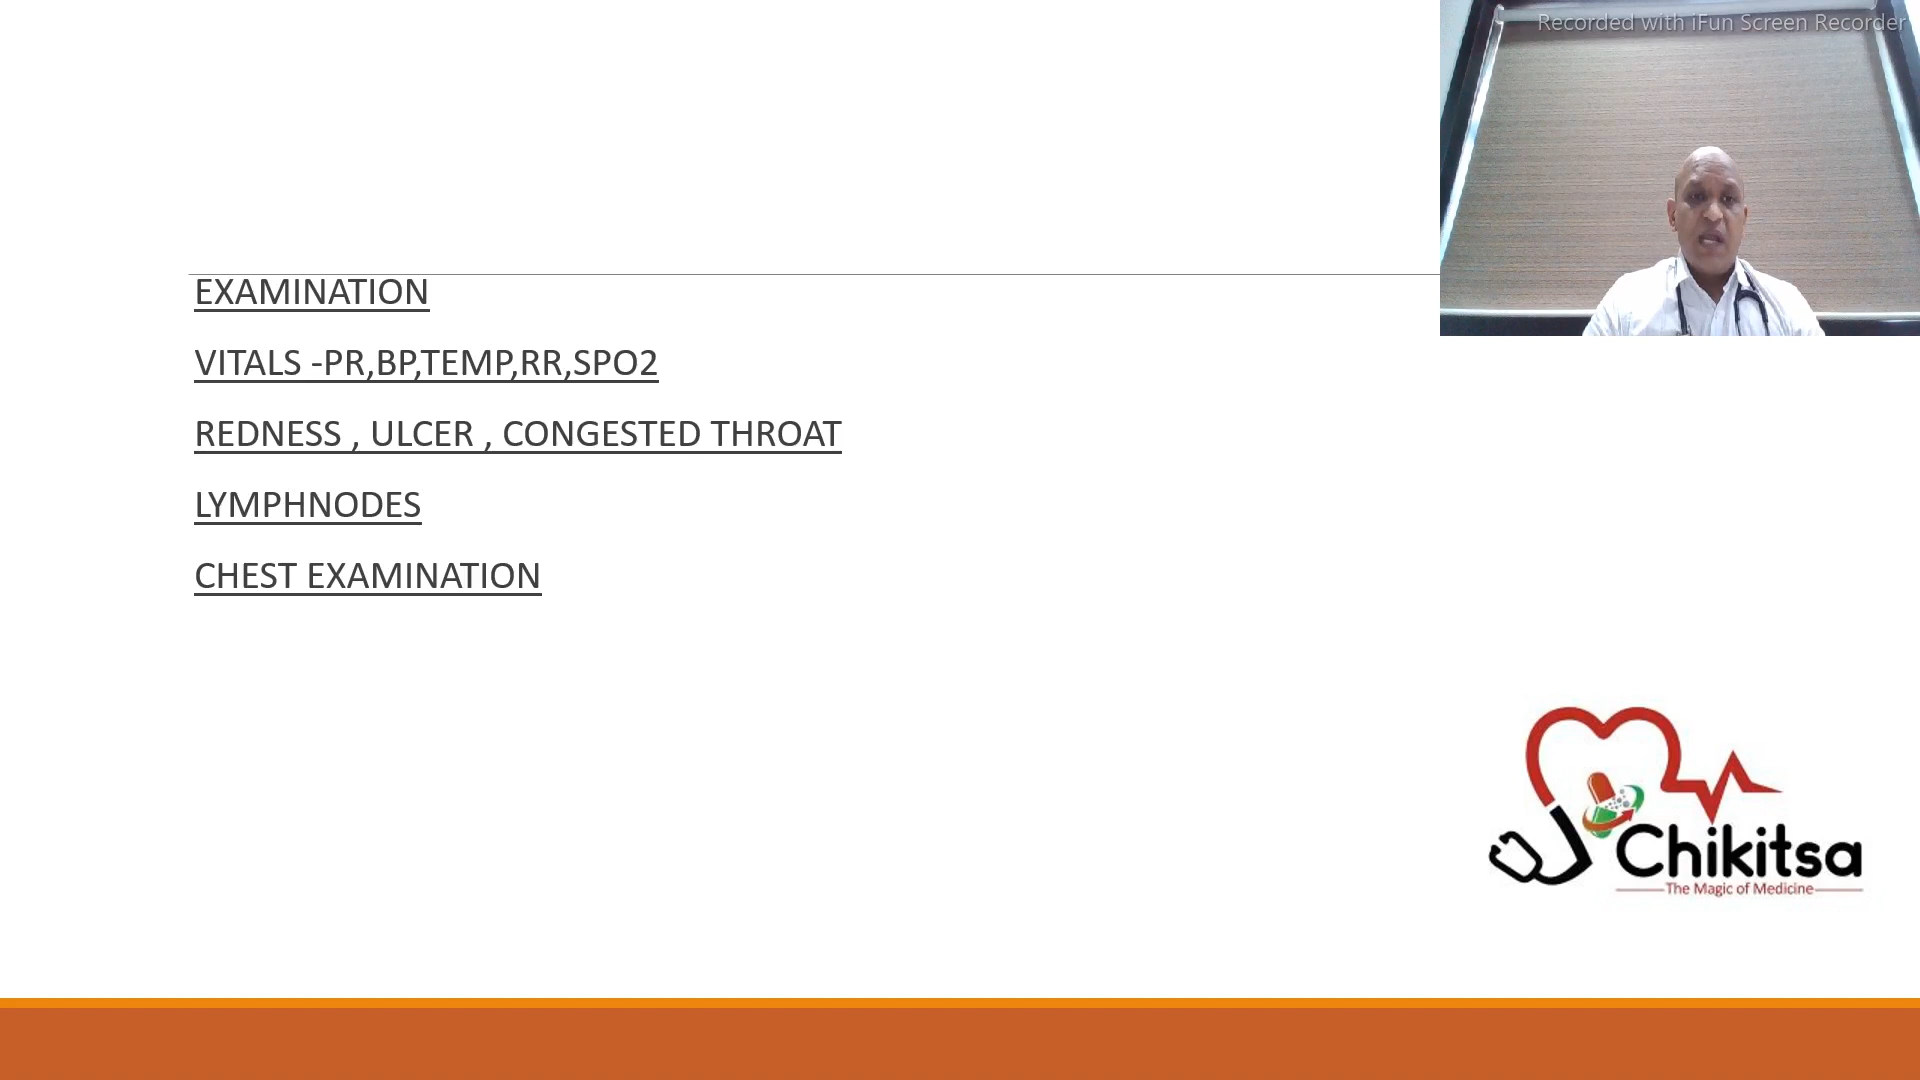 Recorded with iFun Screen Recorder
EXAMINATION
VITALS -PR,BP,TEMP,RR,SPO2
REDNESS , ULCER , CONGESTED THROAT
LYMPHNODES
CHEST EXAMINATION
Chikitsa
The Magic of Medicine